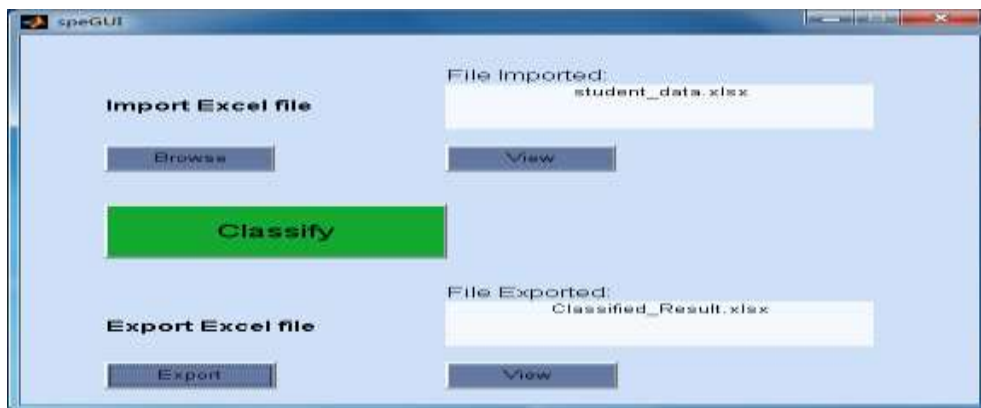 speGUI
File Imported:
student_data.xlsx
Import Excel file
Browse
View
Classify
File Exported:
Classified_Result.xlsx
Export Excel file
Export
View